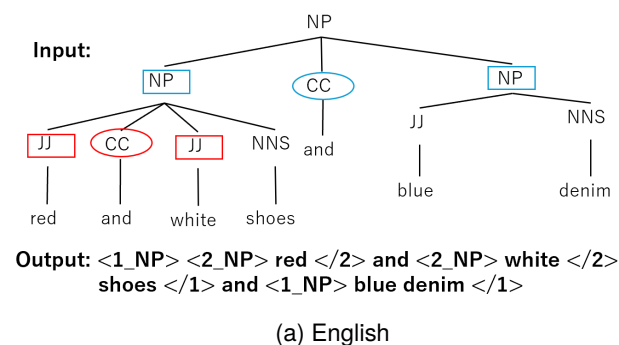 NP
Input:
NP CC NP
JJ CC JJ NNS and JJ NNS
red and white shoes blue denim
Output: <1_NP> <2_NP> red </2> and <2_NP> white </2>
shoes </1> and <1_NP> blue denim </1>
(a) English